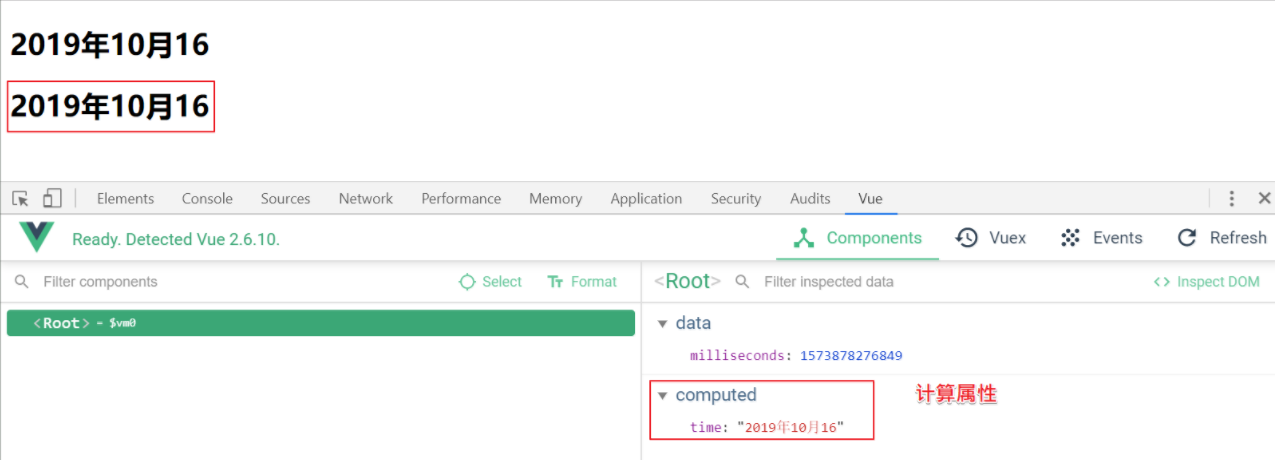 2019年10月16
2019年10月16
Elements Console Sources Network Performance Memory Application Security Audits Vue
Ready. Detected Vue 2.6.10. Components Vuex Events Refresh
Filter components Select Format <Root> Filter inspected data Inspect DOM
<Root> = $vm0
data
milliseconds: 1573878276849
computed 计算属性
time: "2019年10月16"